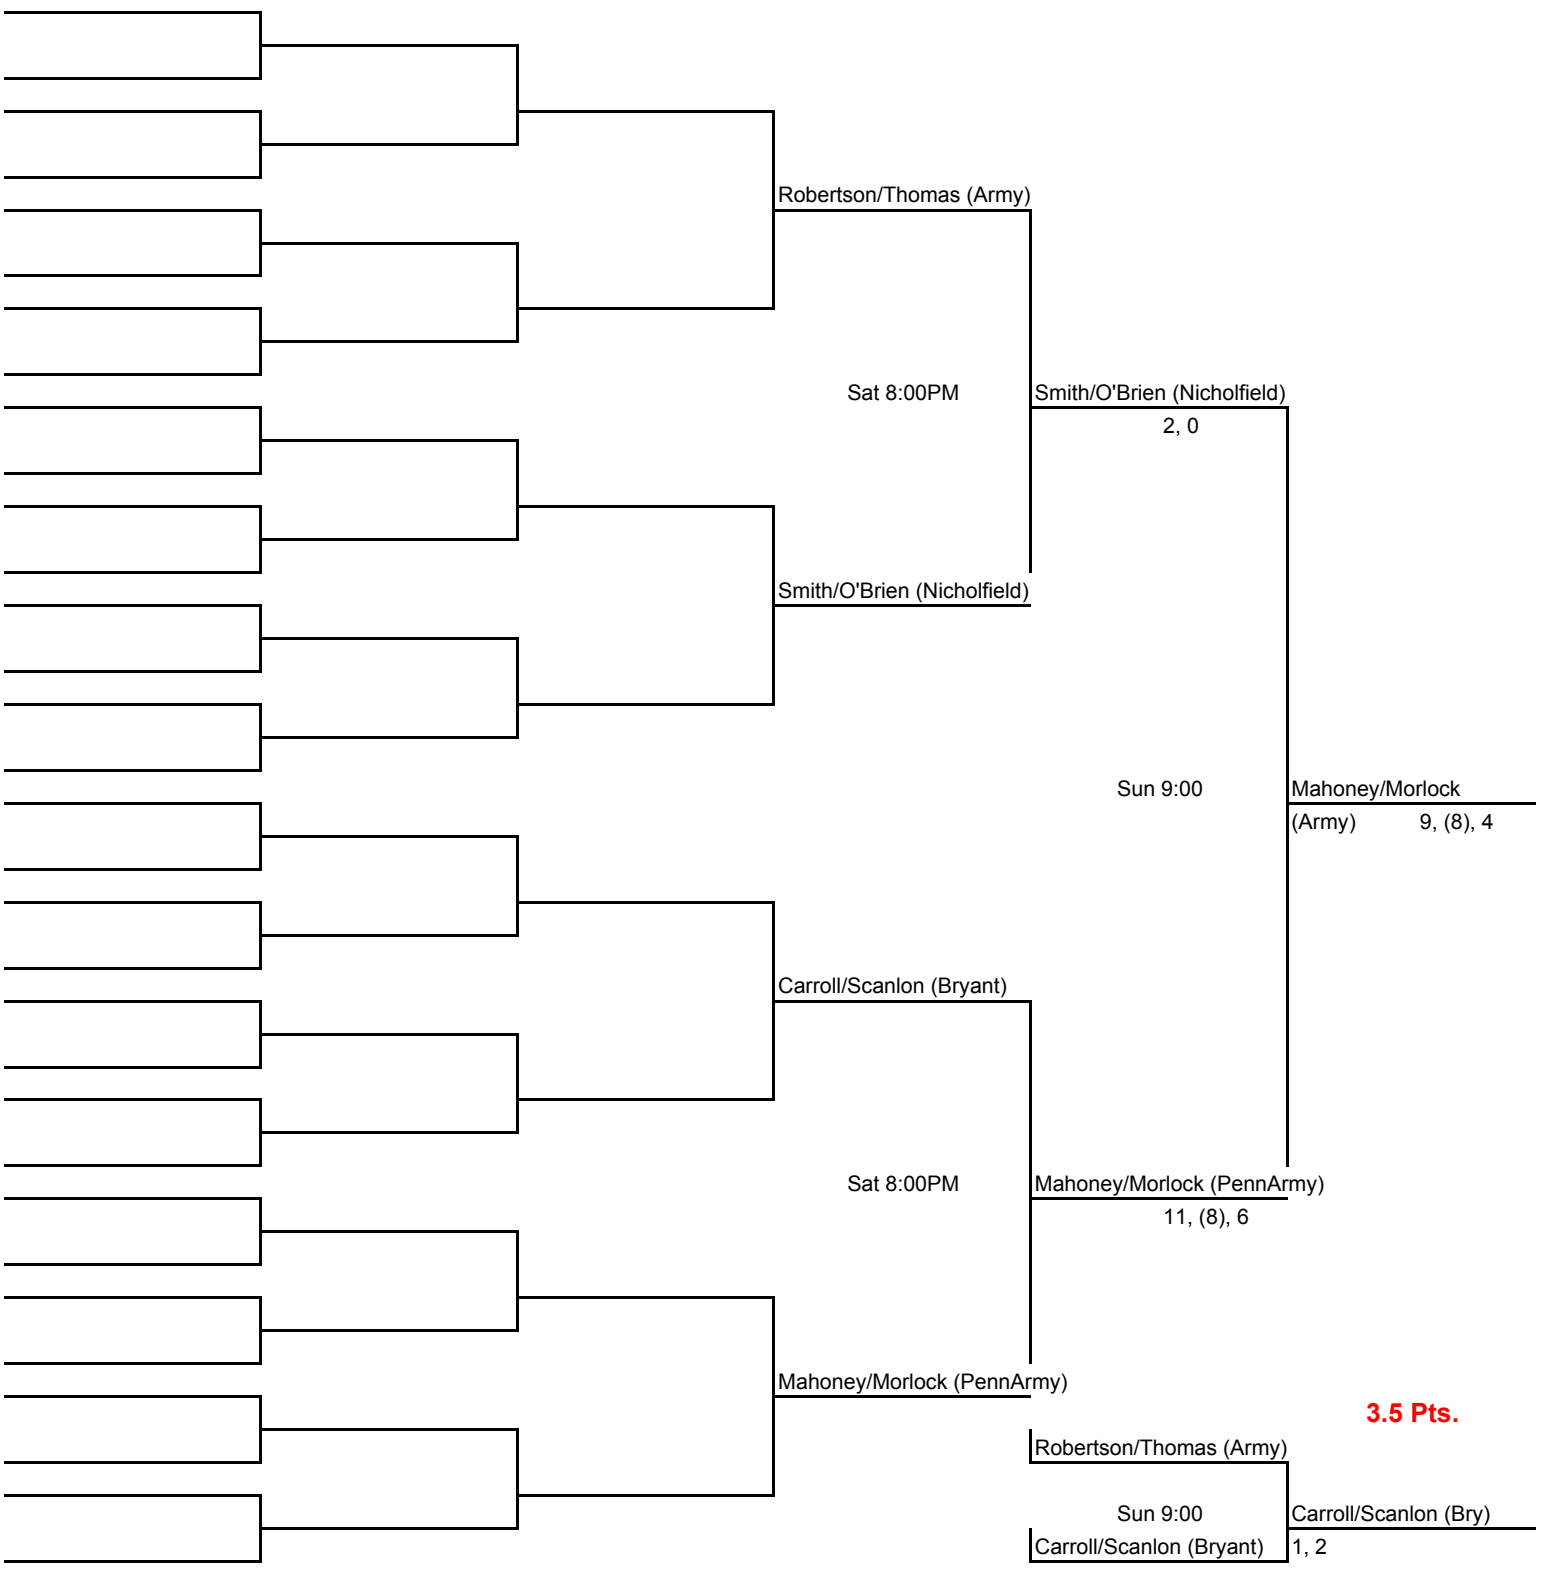 Robertson/Thomas (Army)
Sat 8:00PM
Smith/O'Brien (Nicholfield)
2, 0
Smith/O'Brien (Nicholfield)
Sun 9:00
Mahoney/Morlock
(Army) 9, (8), 4
Carroll/Scanlon (Bryant)
Sat 8:00PM
Mahoney/Morlock (PennArmy)
11, (8), 6
Mahoney/Morlock (PennArmy)
3.5 Pts.
Robertson/Thomas (Army)
Sun 9:00
Carroll/Scanlon (Bry)
Carroll/Scanlon (Bryant)
1, 2